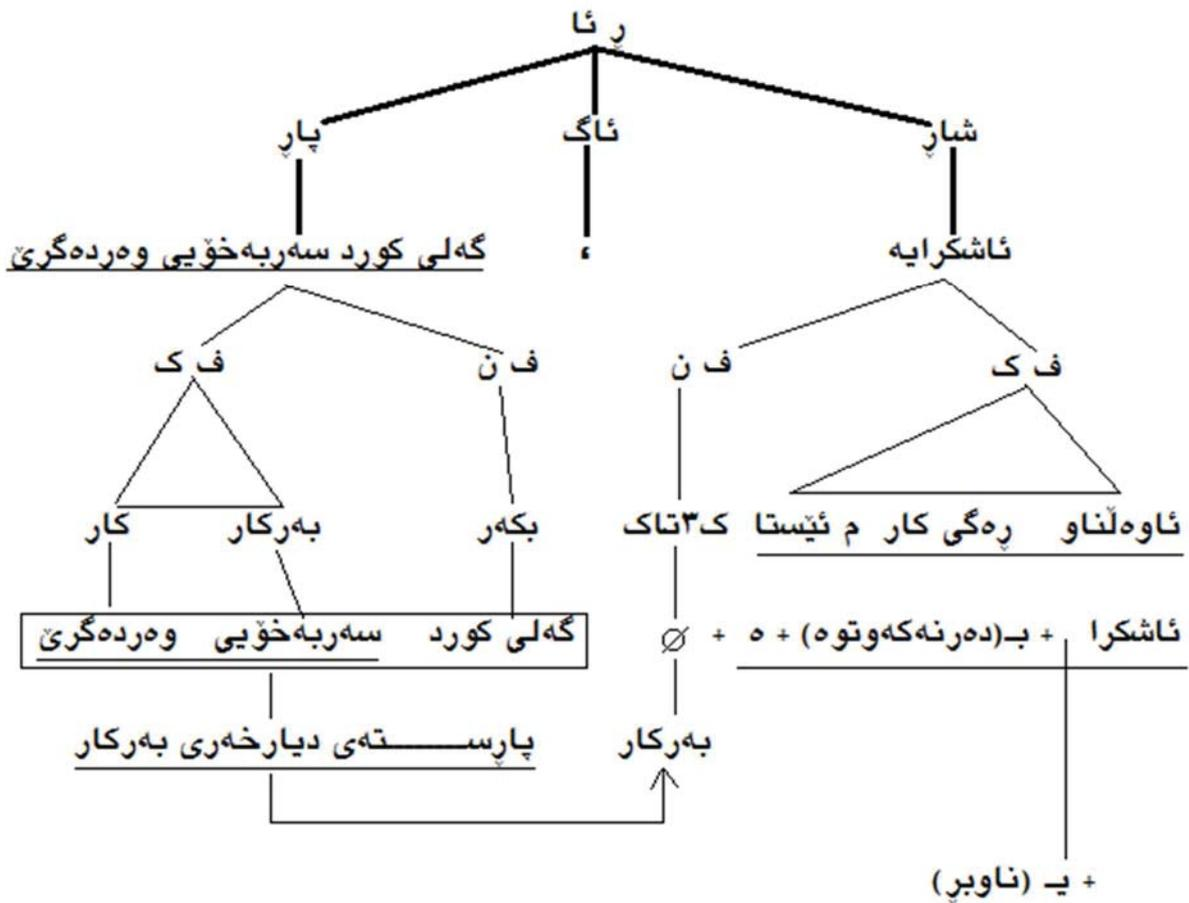 ڕ ئا
شاڕ ئاگ پاڕ
ئاشکرایە ، گەلی کورد سەربەخۆیی وەردەگرێ
ف ک ف ن ف ن ف ک
ئاوەڵناو ڕەگی کار م ئێستا ک٣تاک بکەر بەرکار کار
ئاشکرا + بـ(دەرنەکەوتوە) + ە + ∅ گەلی کورد سەربەخۆیی وەردەگرێ
بەرکار پاڕســـــــتەی دیارخەری بەرکار
+ یـ (ناوبڕ)